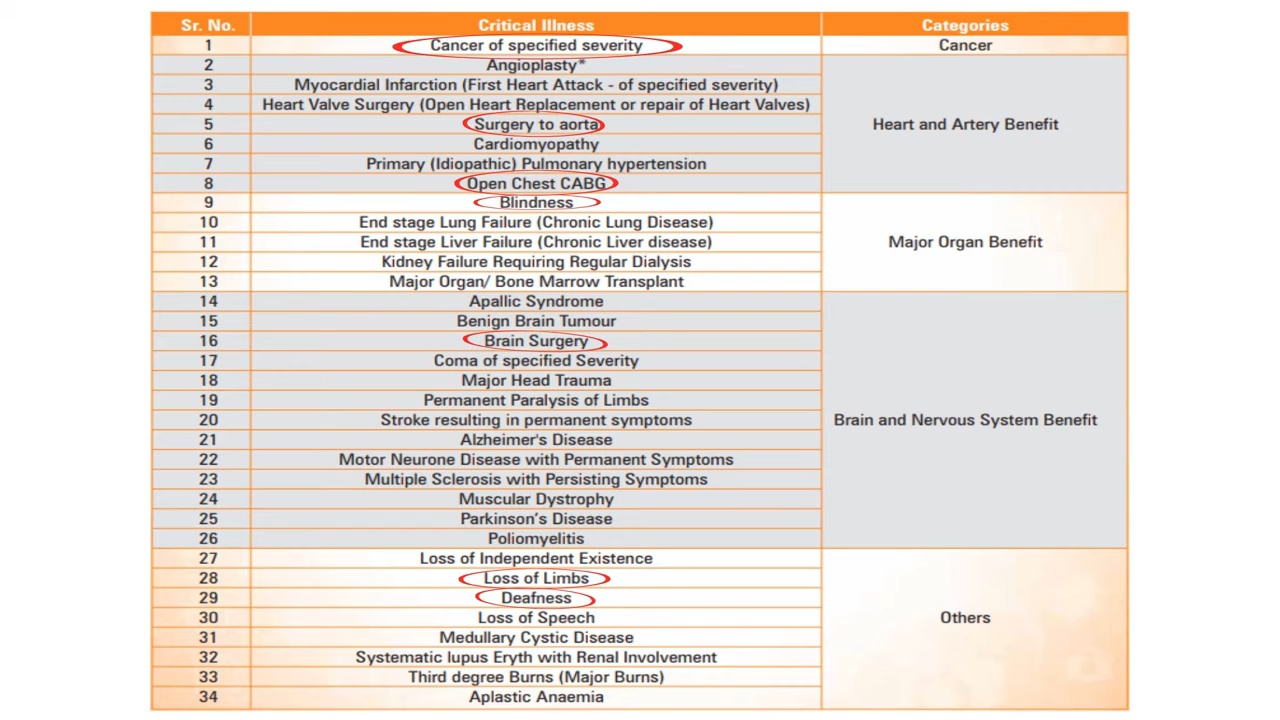 Sr. No. Critical Illness Categories
1 Cancer of specified severity Cancer
2 Angioplasty*
3 Myocardial Infarction (First Heart Attack - of specified severity)
4 Heart Valve Surgery (Open Heart Replacement or repair of Heart Valves)
5 Surgery to aorta Heart and Artery Benefit
6 Cardiomyopathy
7 Primary (Idiopathic) Pulmonary hypertension
8 Open Chest CABG
9 Blindness
10 End stage Lung Failure (Chronic Lung Disease)
11 End stage Liver Failure (Chronic Liver disease) Major Organ Benefit
12 Kidney Failure Requiring Regular Dialysis
13 Major Organ/ Bone Marrow Transplant
14 Apallic Syndrome
15 Benign Brain Tumour
16 Brain Surgery
17 Coma of specified Severity
18 Major Head Trauma
19 Permanent Paralysis of Limbs
20 Stroke resulting in permanent symptoms Brain and Nervous System Benefit
21 Alzheimer's Disease
22 Motor Neurone Disease with Permanent Symptoms
23 Multiple Sclerosis with Persisting Symptoms
24 Muscular Dystrophy
25 Parkinson’s Disease
26 Poliomyelitis
27 Loss of Independent Existence
28 Loss of Limbs
29 Deafness
30 Loss of Speech Others
31 Medullary Cystic Disease
32 Systematic lupus Eryth with Renal Involvement
33 Third degree Burns (Major Burns)
34 Aplastic Anaemia